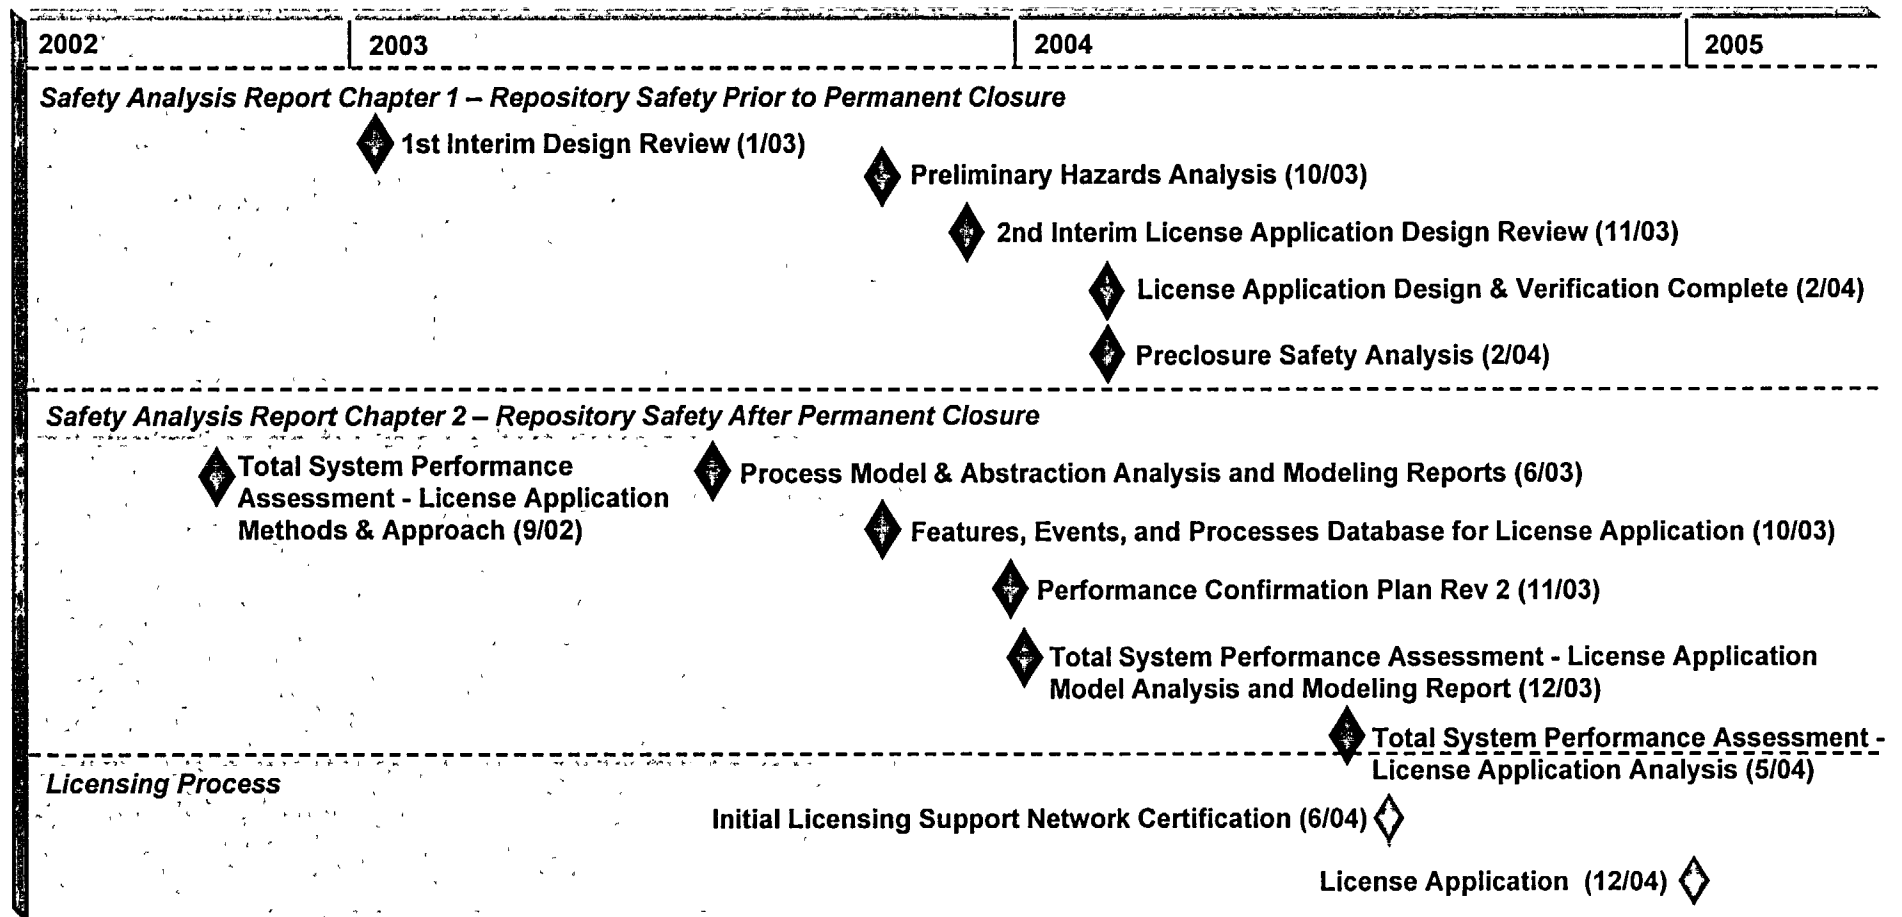 2002 2003 2004 2005
Safety Analysis Report Chapter 1 – Repository Safety Prior to Permanent Closure
1st Interim Design Review (1/03)
Preliminary Hazards Analysis (10/03)
2nd Interim License Application Design Review (11/03)
License Application Design & Verification Complete (2/04)
Preclosure Safety Analysis (2/04)
Safety Analysis Report Chapter 2 – Repository Safety After Permanent Closure
Total System Performance
Assessment - License Application
Methods & Approach (9/02)
Process Model & Abstraction Analysis and Modeling Reports (6/03)
Features, Events, and Processes Database for License Application (10/03)
Performance Confirmation Plan Rev 2 (11/03)
Total System Performance Assessment - License Application
Model Analysis and Modeling Report (12/03)
Total System Performance Assessment -
License Application Analysis (5/04)
Licensing Process
Initial Licensing Support Network Certification (6/04)
License Application (12/04)